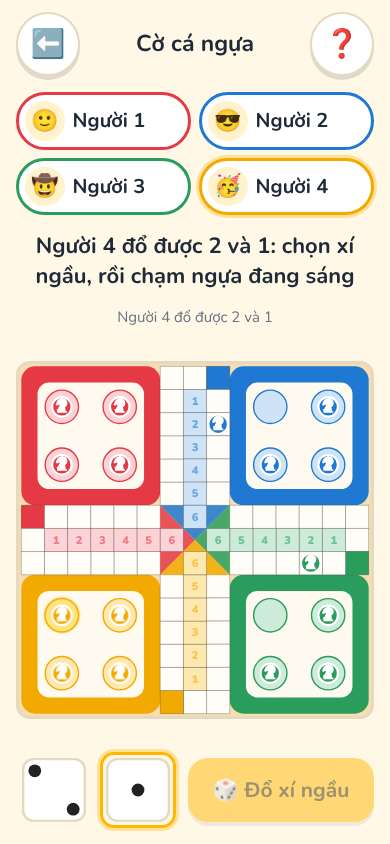 Cờ cá ngựa
Người 1
Người 2
Người 3
Người 4
Người 4 đổ được 2 và 1: chọn xí
ngầu, rồi chạm ngựa đang sáng
Người 4 đổ được 2 và 1
1
2
3
4
5
6
1 2 3 4 5 6
6 5 4 3 2 1
6
5
4
3
2
1
Đổ xí ngầu